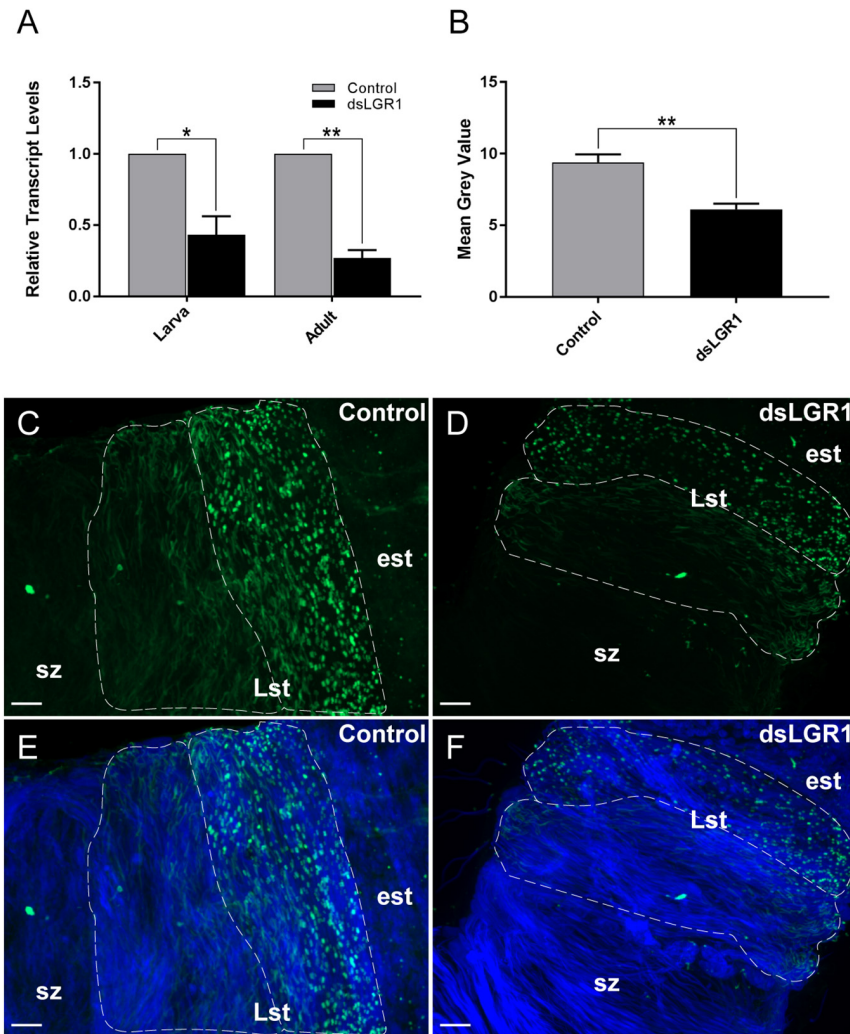 A
B
Relative Transcript Levels
1.5
1.0
0.5
0.0
*
**
Control
dsLGR1
Larva
Adult
Mean Grey Value
15
10
5
0
**
Control
dsLGR1
C
Control
est
sz
Lst
D
dsLGR1
est
Lst
sz
E
Control
est
sz
Lst
F
dsLGR1
est
Lst
sz